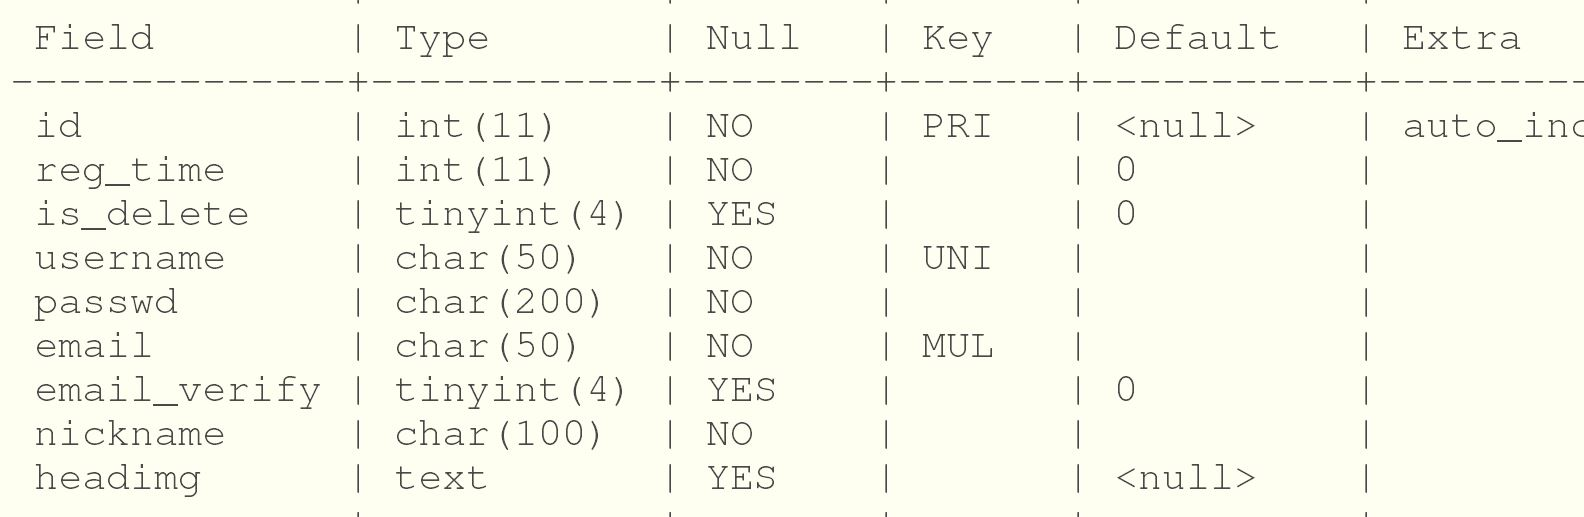 Field | Type | Null | Key | Default | Extra
--------------+------------+--------+-------+-----------+---------
id | int(11) | NO | PRI | <null> | auto_inc
reg_time | int(11) | NO | | 0 |
is_delete | tinyint(4) | YES | | 0 |
username | char(50) | NO | UNI | |
passwd | char(200) | NO | | |
email | char(50) | NO | MUL | |
email_verify | tinyint(4) | YES | | 0 |
nickname | char(100) | NO | | |
headimg | text | YES | | <null> |